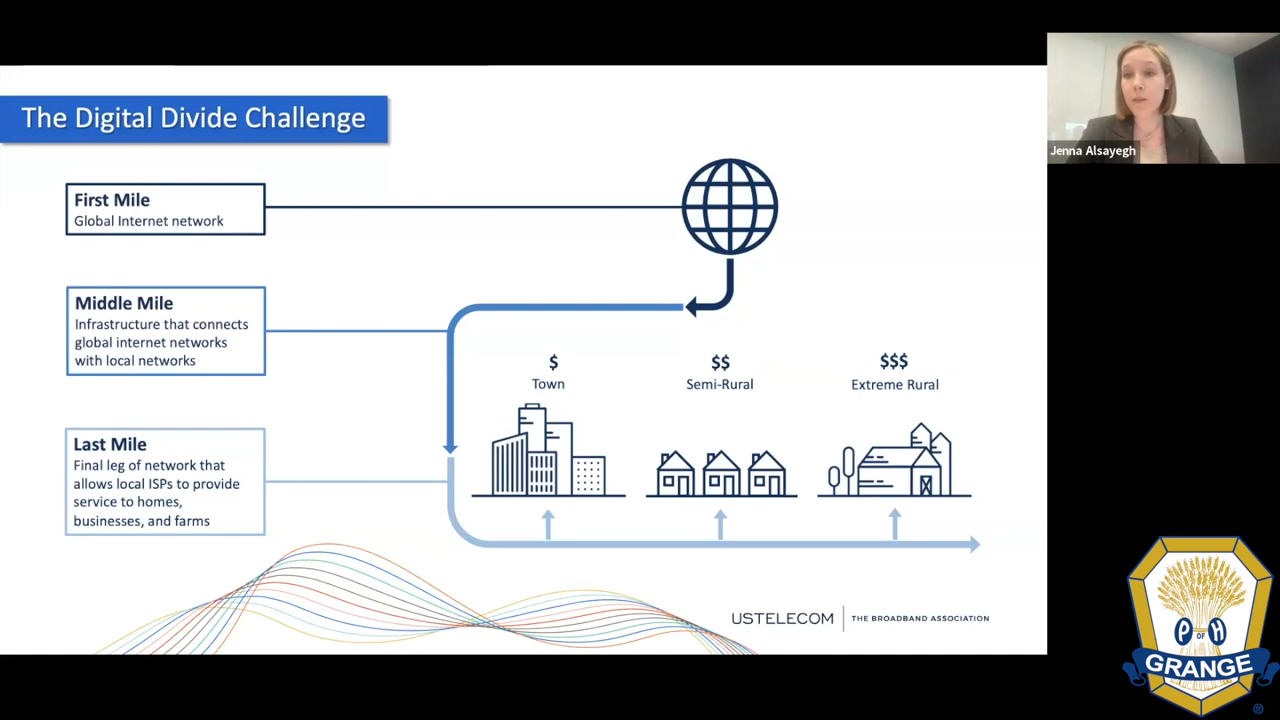 The Digital Divide Challenge
Jenna Alsayegh
First Mile
Global Internet network
Middle Mile
Infrastructure that connects
global internet networks
with local networks
$
Town
$$
Semi-Rural
$$$
Extreme Rural
Last Mile
Final leg of network that
allows local ISPs to provide
service to homes,
businesses, and farms
USTELECOM | THE BROADBAND ASSOCIATION
P OF H
GRANGE
®